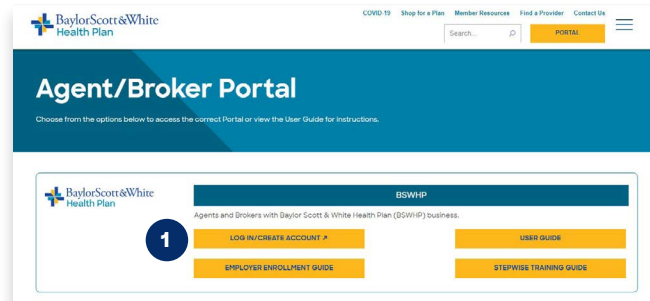 BaylorScott&White
Health Plan
COVID-19 Shop for a Plan Member Resources Find a Provider Contact Us
Search...
PORTAL
Agent/Broker Portal
Choose from the options below to access the correct Portal or view the User Guide for instructions.
BaylorScott&White
Health Plan
BSWHP
Agents and Brokers with Baylor Scott & White Health Plan (BSWHP) business.
1
LOG IN/CREATE ACCOUNT ↗
USER GUIDE
EMPLOYER ENROLLMENT GUIDE
STEPWISE TRAINING GUIDE